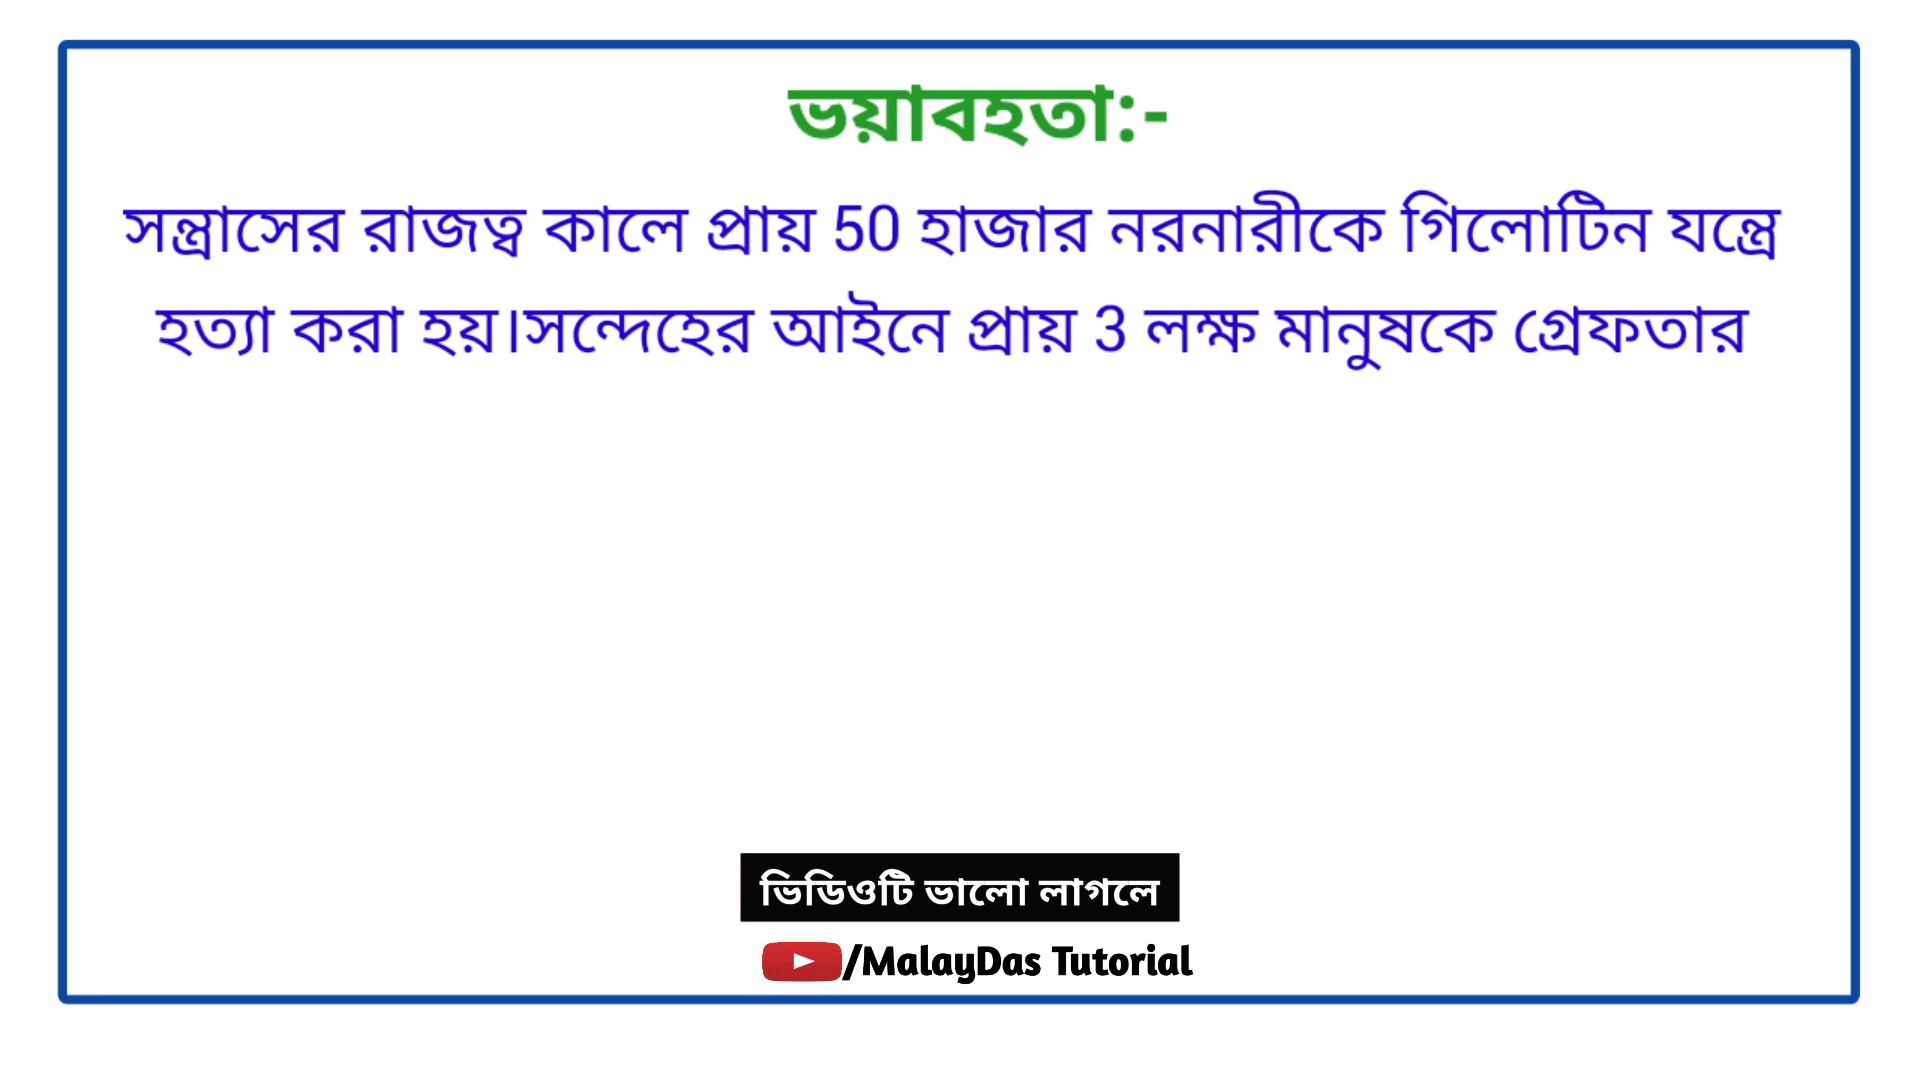 ভয়াবহতা:-
সন্ত্রাসের রাজত্ব কালে প্রায় 50 হাজার নরনারীকে গিলোটিন যন্ত্রে
হত্যা করা হয়।সন্দেহের আইনে প্রায় 3 লক্ষ মানুষকে গ্রেফতার
ভিডিওটি ভালো লাগলে
/MalayDas Tutorial